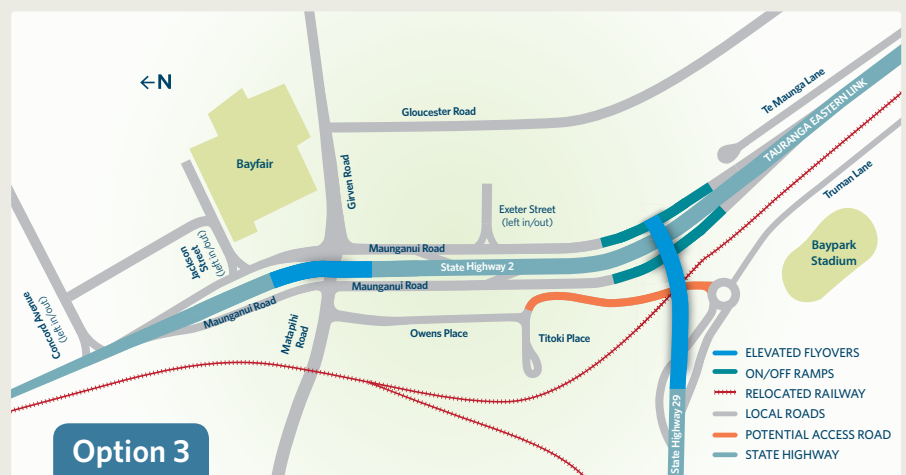 ←N
Gloucester Road
Te Maunga Lane
TAURANGA EASTERN LINK
Truman Lane
Bayfair
Girven Road
Exeter Street
(left in/out)
Jackson
Street
(left in/out)
Maunganui Road
State Highway 2
Maunganui Road
Baypark
Stadium
Concord Avenue
(left in/out)
Maunganui Road
Matapihi
Road
Owens Place
Titoki Place
State Highway 29
ELEVATED FLYOVERS
ON/OFF RAMPS
RELOCATED RAILWAY
LOCAL ROADS
POTENTIAL ACCESS ROAD
STATE HIGHWAY
Option 3